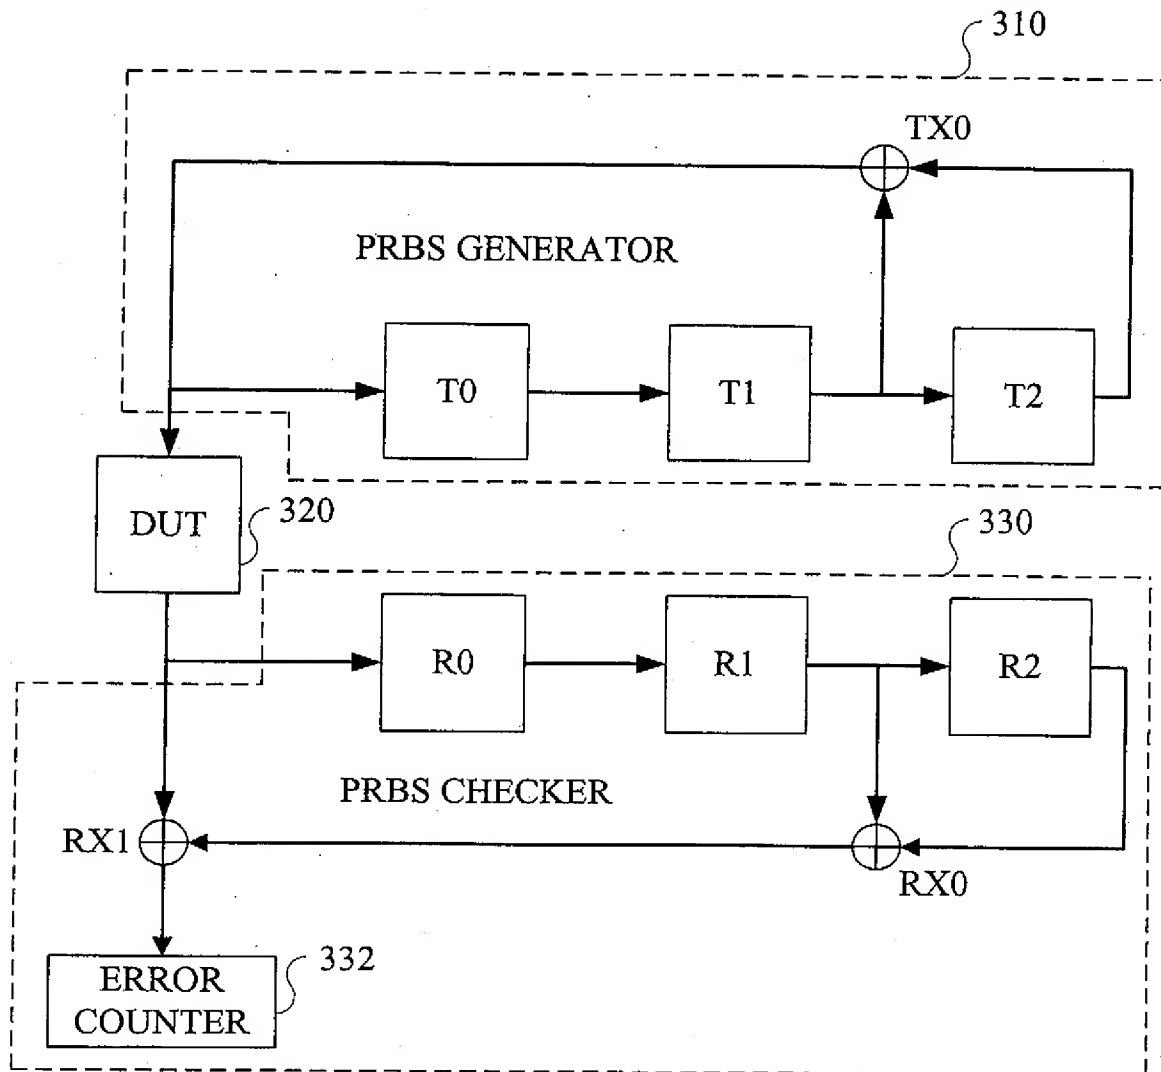 310
TX0
PRBS GENERATOR
T0
T1
T2
DUT
320
330
R0
R1
R2
PRBS CHECKER
RX1
RX0
332
ERROR
COUNTER